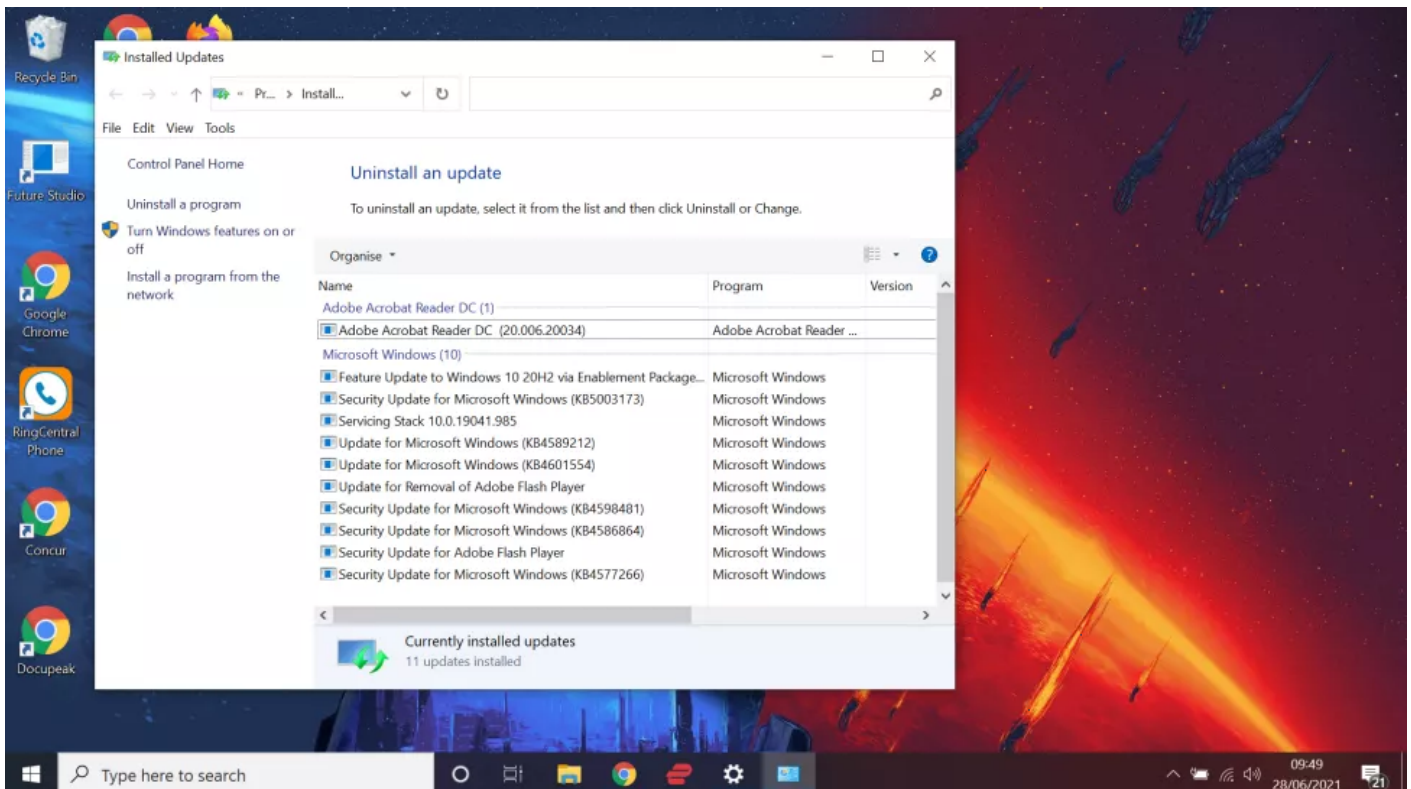 Recycle Bin
Future Studio
Google
Chrome
RingCentral
Phone
Concur
Docupeak
Installed Updates
« Pr... > Install...
File Edit View Tools
Control Panel Home
Uninstall a program
Turn Windows features on or
off
Install a program from the
network
Uninstall an update
To uninstall an update, select it from the list and then click Uninstall or Change.
Organise
Name Program Version
Adobe Acrobat Reader DC (1)
Adobe Acrobat Reader DC (20.006.20034) Adobe Acrobat Reader ...
Microsoft Windows (10)
Feature Update to Windows 10 20H2 via Enablement Package... Microsoft Windows
Security Update for Microsoft Windows (KB5003173) Microsoft Windows
Servicing Stack 10.0.19041.985 Microsoft Windows
Update for Microsoft Windows (KB4589212) Microsoft Windows
Update for Microsoft Windows (KB4601554) Microsoft Windows
Update for Removal of Adobe Flash Player Microsoft Windows
Security Update for Microsoft Windows (KB4598481) Microsoft Windows
Security Update for Microsoft Windows (KB4586864) Microsoft Windows
Security Update for Adobe Flash Player Microsoft Windows
Security Update for Microsoft Windows (KB4577266) Microsoft Windows
Currently installed updates
11 updates installed
Type here to search
09:49
28/06/2021
21